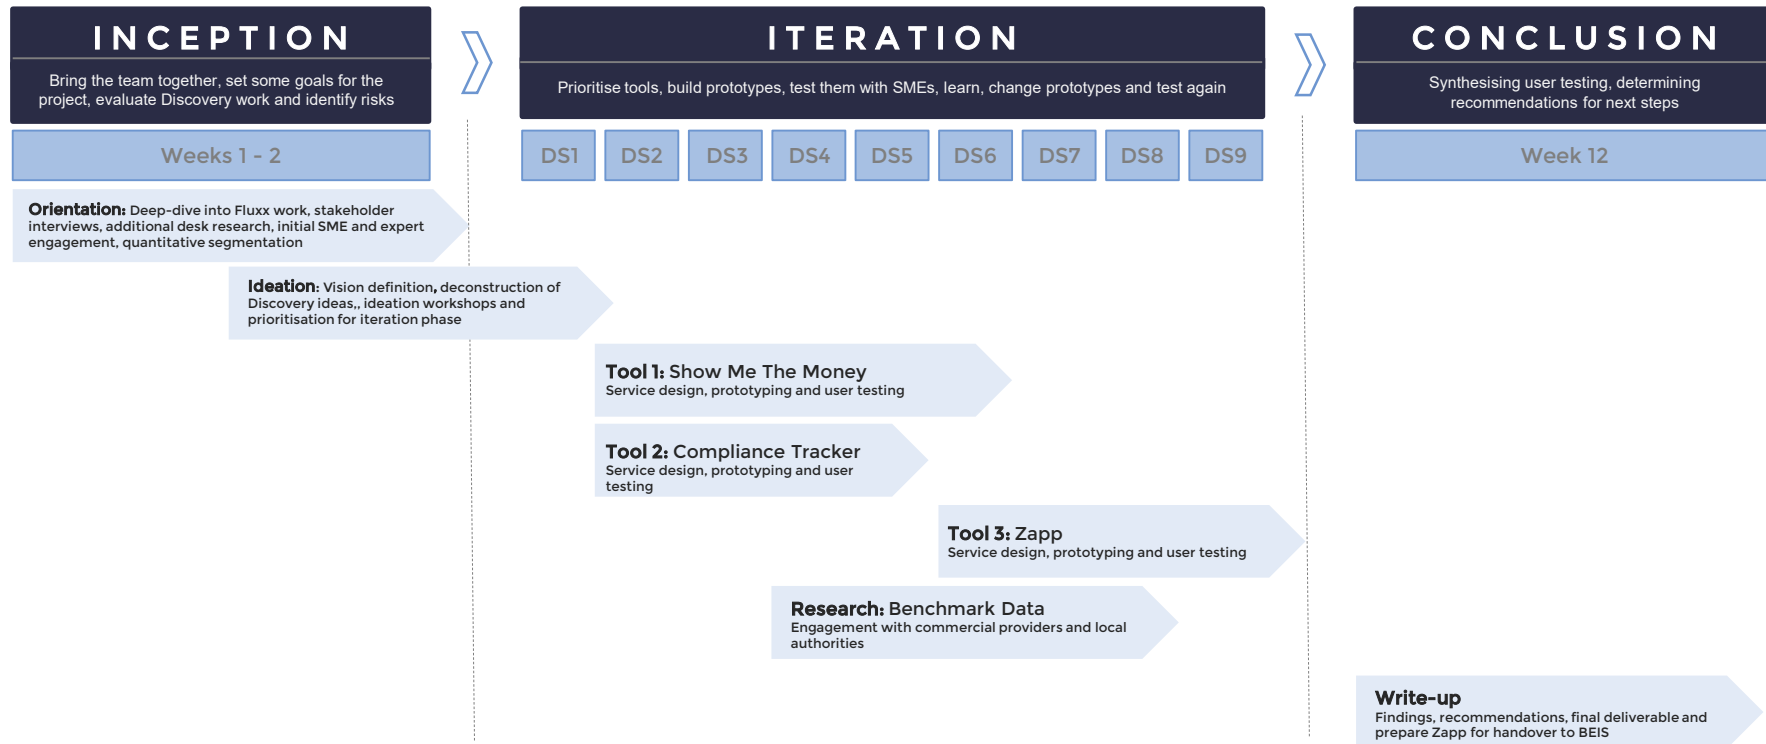 INCEPTION
Bring the team together, set some goals for the
project, evaluate Discovery work and identify risks
ITERATION
Prioritise tools, build prototypes, test them with SMEs, learn, change prototypes and test again
CONCLUSION
Synthesising user testing, determining
recommendations for next steps
Weeks 1 - 2
DS1
DS2
DS3
DS4
DS5
DS6
DS7
DS8
DS9
Week 12
Orientation: Deep-dive into Fluxx work, stakeholder
interviews, additional desk research, initial SME and expert
engagement, quantitative segmentation
Ideation: Vision definition, deconstruction of
Discovery ideas,, ideation workshops and
prioritisation for iteration phase
Tool 1: Show Me The Money
Service design, prototyping and user testing
Tool 2: Compliance Tracker
Service design, prototyping and user
testing
Tool 3: Zapp
Service design, prototyping and user testing
Research: Benchmark Data
Engagement with commercial providers and local
authorities
Write-up
Findings, recommendations, final deliverable and
prepare Zapp for handover to BEIS